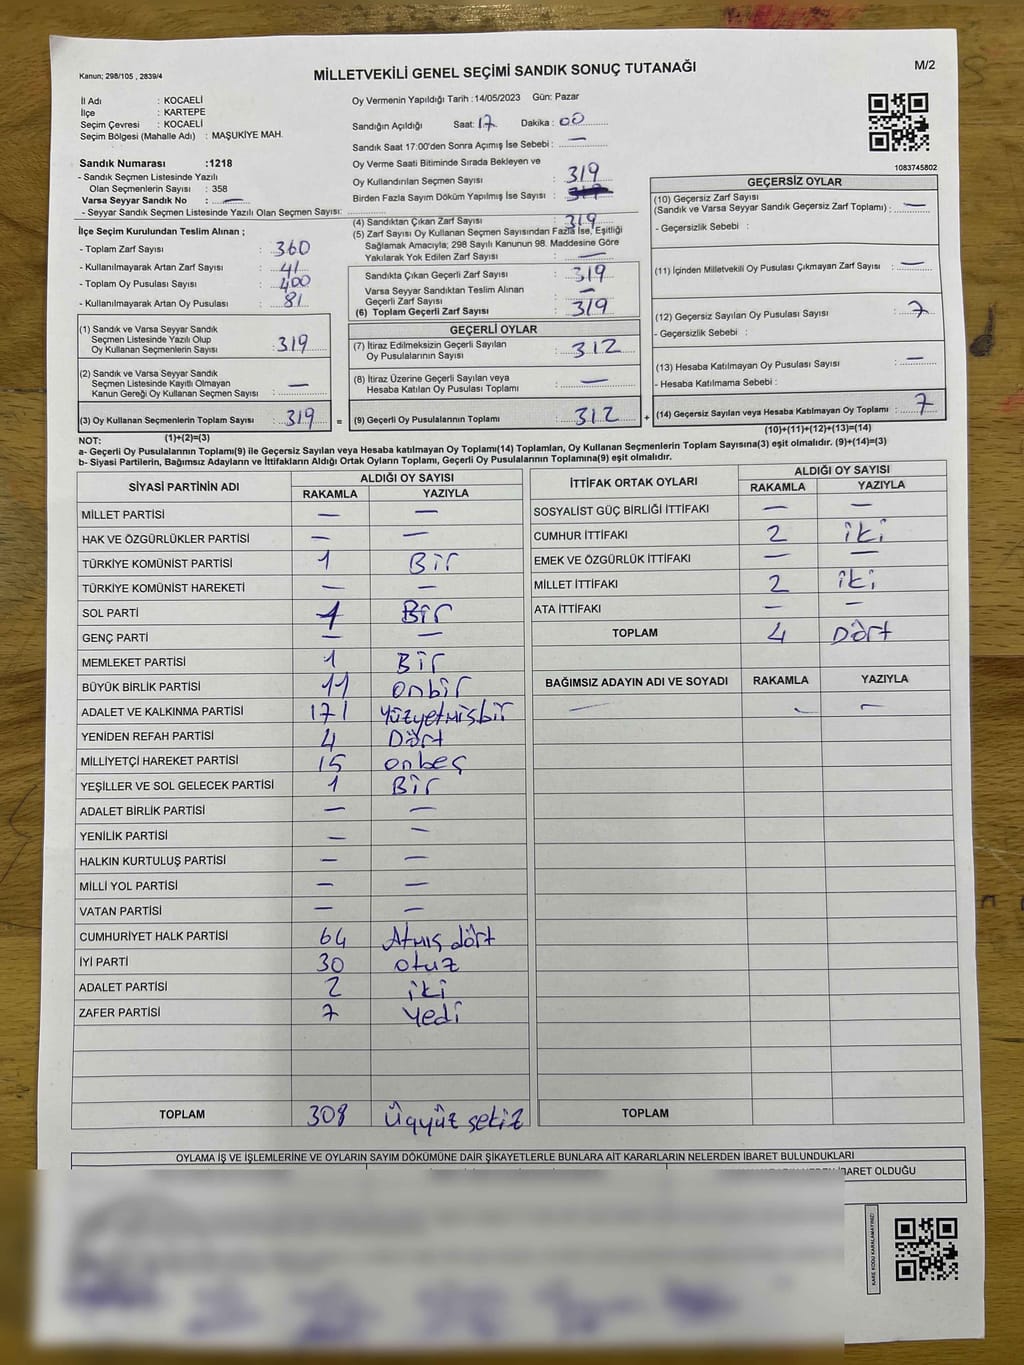 Kanun; 298/105 , 2839/4
MİLLETVEKİLİ GENEL SEÇİMİ SANDIK SONUÇ TUTANAĞI
M/2
İl Adı : KOCAELİ
İlçe : KARTEPE
Seçim Çevresi : KOCAELİ
Seçim Bölgesi (Mahalle Adı) : MAŞUKİYE MAH.
Sandık Numarası :1218
- Sandık Seçmen Listesinde Yazılı
Olan Seçmenlerin Sayısı : 358
Varsa Seyyar Sandık No : —
- Seyyar Sandık Seçmen Listesinde Yazılı Olan Seçmen Sayısı:
İlçe Seçim Kurulundan Teslim Alınan ;
- Toplam Zarf Sayısı : 360
- Kullanılmayarak Artan Zarf Sayısı : 41
- Toplam Oy Pusulası Sayısı : 400
- Kullanılmayarak Artan Oy Pusulası : 81
(1) Sandık ve Varsa Seyyar Sandık
Seçmen Listesinde Yazılı Olup
Oy Kullanan Seçmenlerin Sayısı : 319
(2) Sandık ve Varsa Seyyar Sandık
Seçmen Listesinde Kayıtlı Olmayan
Kanun Gereği Oy Kullanan Seçmen Sayısı : —
(3) Oy Kullanan Seçmenlerin Toplam Sayısı : 319 =
(1)+(2)=(3)
Oy Vermenin Yapıldığı Tarih : 14/05/2023 Gün: Pazar
Sandığın Açıldığı Saat: 17 Dakika : 00
Sandık Saat 17:00'den Sonra Açımış İse Sebebi : —
Oy Verme Saati Bitiminde Sırada Bekleyen ve
Oy Kullandırılan Seçmen Sayısı : 319
Birden Fazla Sayım Döküm Yapılmış İse Sayısı :
(4) Sandıktan Çıkan Zarf Sayısı : 319
(5) Zarf Sayısı Oy Kullanan Seçmen Sayısından Fazla İse, Eşitliği
Sağlamak Amacıyla; 298 Sayılı Kanunun 98. Maddesine Göre
Yakılarak Yok Edilen Zarf Sayısı : —
Sandıkta Çıkan Geçerli Zarf Sayısı : 319
Varsa Seyyar Sandıktan Teslim Alınan
Geçerli Zarf Sayısı : —
(6) Toplam Geçerli Zarf Sayısı : 319
GEÇERLİ OYLAR
(7) İtiraz Edilmeksizin Geçerli Sayılan
Oy Pusulalarının Sayısı : 312
(8) İtiraz Üzerine Geçerli Sayılan veya
Hesaba Katılan Oy Pusulası Toplamı : —
(9) Geçerli Oy Pusulalarının Toplamı : 312 +
1083745802
GEÇERSİZ OYLAR
(10) Geçersiz Zarf Sayısı
(Sandık ve Varsa Seyyar Sandık Geçersiz Zarf Toplamı) : —
- Geçersizlik Sebebi :
(11) İçinden Milletvekili Oy Pusulası Çıkmayan Zarf Sayısı : —
(12) Geçersiz Sayılan Oy Pusulası Sayısı : 7
- Geçersizlik Sebebi :
(13) Hesaba Katılmayan Oy Pusulası Sayısı : —
- Hesaba Katılmama Sebebi :
(14) Geçersiz Sayılan veya Hesaba Katılmayan Oy Toplamı : 7
(10)+(11)+(12)+(13)=(14)
NOT:
a- Geçerli Oy Pusulalarının Toplamı(9) ile Geçersiz Sayılan veya Hesaba katılmayan Oy Toplamı(14) Toplamları, Oy Kullanan Seçmenlerin Toplam Sayısına(3) eşit olmalıdır. (9)+(14)=(3)
b- Siyasi Partilerin, Bağımsız Adayların ve İttifakların Aldığı Ortak Oyların Toplamı, Geçerli Oy Pusulalarının Toplamına(9) eşit olmalıdır.
SİYASİ PARTİNİN ADI ALDIĞI OY SAYISI
RAKAMLA YAZIYLA
MİLLET PARTİSİ — —
HAK VE ÖZGÜRLÜKLER PARTİSİ — —
TÜRKİYE KOMÜNİST PARTİSİ 1 Bir
TÜRKİYE KOMÜNİST HAREKETİ — —
SOL PARTİ 1 Bir
GENÇ PARTİ — —
MEMLEKET PARTİSİ 1 Bir
BÜYÜK BİRLİK PARTİSİ 11 onbir
ADALET VE KALKINMA PARTİSİ 171 Yüzyetmişbir
YENİDEN REFAH PARTİSİ 4 Dört
MİLLİYETÇİ HAREKET PARTİSİ 15 onbeş
YEŞİLLER VE SOL GELECEK PARTİSİ 1 Bir
ADALET BİRLİK PARTİSİ — —
YENİLİK PARTİSİ — —
HALKIN KURTULUŞ PARTİSİ — —
MİLLİ YOL PARTİSİ — —
VATAN PARTİSİ — —
CUMHURİYET HALK PARTİSİ 64 Atmış dört
İYİ PARTİ 30 otuz
ADALET PARTİSİ 2 iki
ZAFER PARTİSİ 7 Yedi
TOPLAM 308 Üçyüz sekiz
İTTİFAK ORTAK OYLARI ALDIĞI OY SAYISI
RAKAMLA YAZIYLA
SOSYALİST GÜÇ BİRLİĞİ İTTİFAKI — —
CUMHUR İTTİFAKI 2 iki
EMEK VE ÖZGÜRLÜK İTTİFAKI — —
MİLLET İTTİFAKI 2 iki
ATA İTTİFAKI — —
TOPLAM 4 Dört
BAĞIMSIZ ADAYIN ADI VE SOYADI RAKAMLA YAZIYLA
— — —
TOPLAM
OYLAMA İŞ VE İŞLEMLERİNE VE OYLARIN SAYIM DÖKÜMÜNE DAİR ŞİKAYETLERLE BUNLARA AİT KARARLARIN NELERDEN İBARET BULUNDUKLARI
İBARET OLDUĞU
KARE KODU KARALAMAYINIZ!